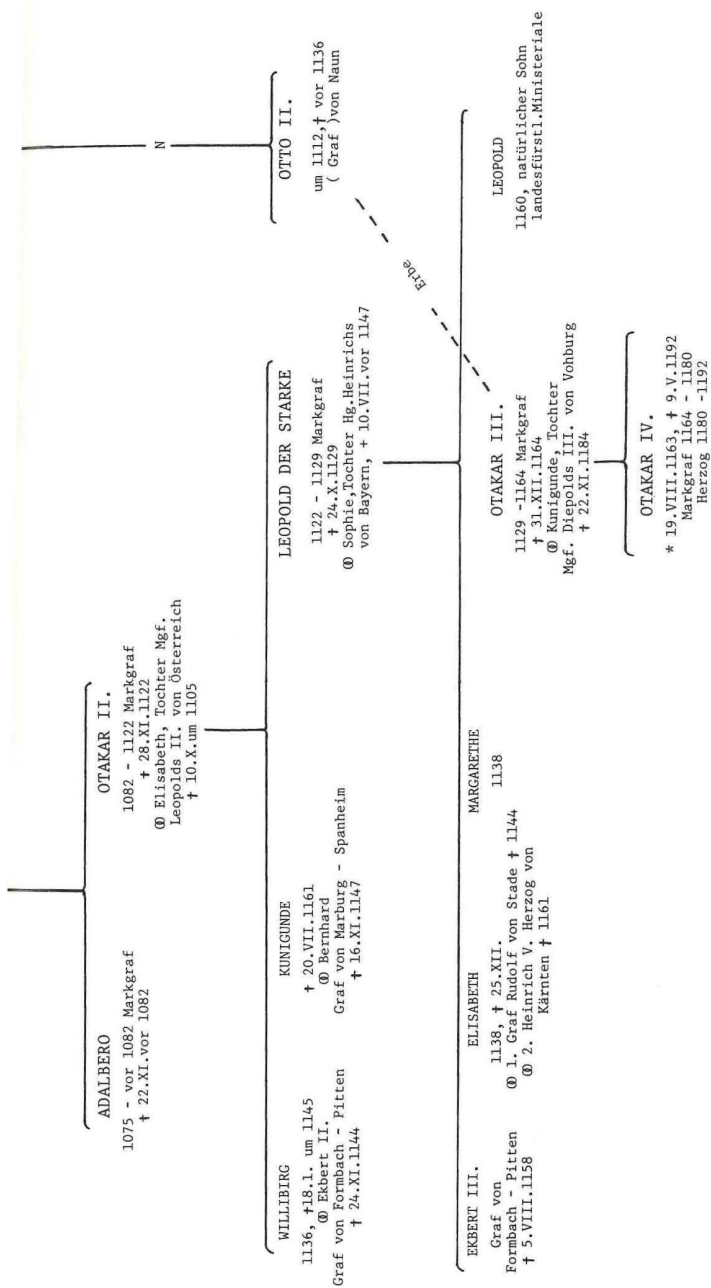 ADALBERO
1075 - vor 1082 Markgraf
† 22.XI.vor 1082
OTAKAR II.
1082 - 1122 Markgraf
† 28.XI.1122
⚭ Elisabeth, Tochter Mgf.
Leopolds II. von Österreich
† 10.X.um 1105
N
WILLIBIRG
1136, †18.1. um 1145
⚭ Ekbert II.
Graf von Formbach - Pitten
† 24.XI.1144
KUNIGUNDE
† 20.VII.1161
⚭ Bernhard
Graf von Marburg - Spanheim
† 16.XI.1147
LEOPOLD DER STARKE
1122 - 1129 Markgraf
† 24.X.1129
⚭ Sophie,Tochter Hg.Heinrichs
von Bayern, + 10.VII.vor 1147
OTTO II.
um 1112,† vor 1136
( Graf )von Naun
Erbe
EKBERT III.
Graf von
Formbach - Pitten
† 5.VIII.1158
ELISABETH
1138, † 25.XII.
⚭ 1. Graf Rudolf von Stade † 1144
⚭ 2. Heinrich V. Herzog von
Kärnten † 1161
MARGARETHE
1138
OTAKAR III.
1129 -1164 Markgraf
† 31.XII.1164
⚭ Kunigunde, Tochter
Mgf. Diepolds III. von Vohburg
† 22.XI.1184
LEOPOLD
1160, natürlicher Sohn
landesfürstl.Ministeriale
OTAKAR IV.
* 19.VIII.1163, † 9.V.1192
Markgraf 1164 - 1180
Herzog 1180 -1192